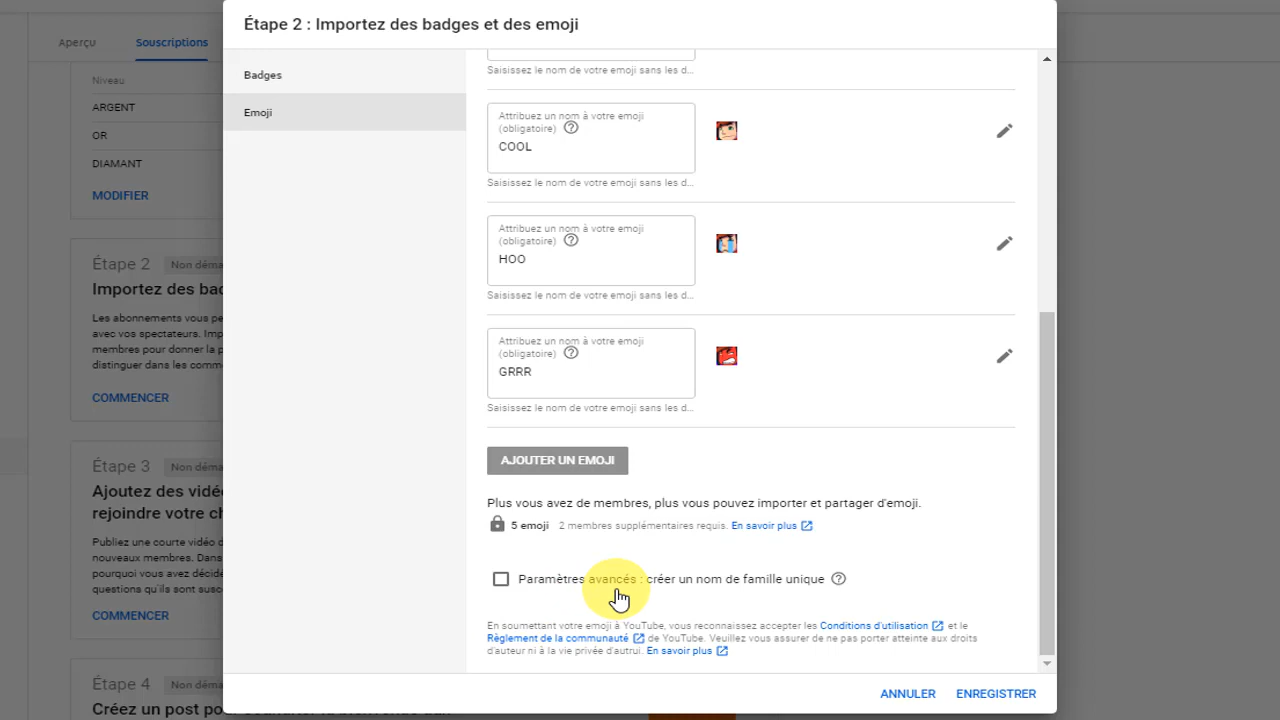 Étape 2 : Importez des badges et des emoji
Aperçu
Souscriptions
Niveau
ARGENT
OR
DIAMANT
MODIFIER
Étape 2
Non déma
Importez des bad
Les abonnements vous pe
avec vos spectateurs. Imp
membres pour donner la p
distinguer dans les comme
COMMENCER
Étape 3
Non déma
Ajoutez des vidé
rejoindre votre ch
Publiez une courte vidéo d
nouveaux membres. Dans
pourquoi vous avez décidé
questions qu'ils sont susc
COMMENCER
Étape 4
Non déma
Badges
Emoji
Saisissez le nom de votre emoji sans les d...
Attribuez un nom à votre emoji
(obligatoire)
COOL
Saisissez le nom de votre emoji sans les d...
Attribuez un nom à votre emoji
(obligatoire)
HOO
Saisissez le nom de votre emoji sans les d...
Attribuez un nom à votre emoji
(obligatoire)
GRRR
Saisissez le nom de votre emoji sans les d...
AJOUTER UN EMOJI
Plus vous avez de membres, plus vous pouvez importer et partager d'emoji.
5 emoji 2 membres supplémentaires requis. En savoir plus
Paramètres avancés : créer un nom de famille unique
En soumettant votre emoji à YouTube, vous reconnaissez accepter les Conditions d'utilisation et le
Règlement de la communauté de YouTube. Veuillez vous assurer de ne pas porter atteinte aux droits
d'auteur ni à la vie privée d'autrui. En savoir plus
ANNULER
ENREGISTRER